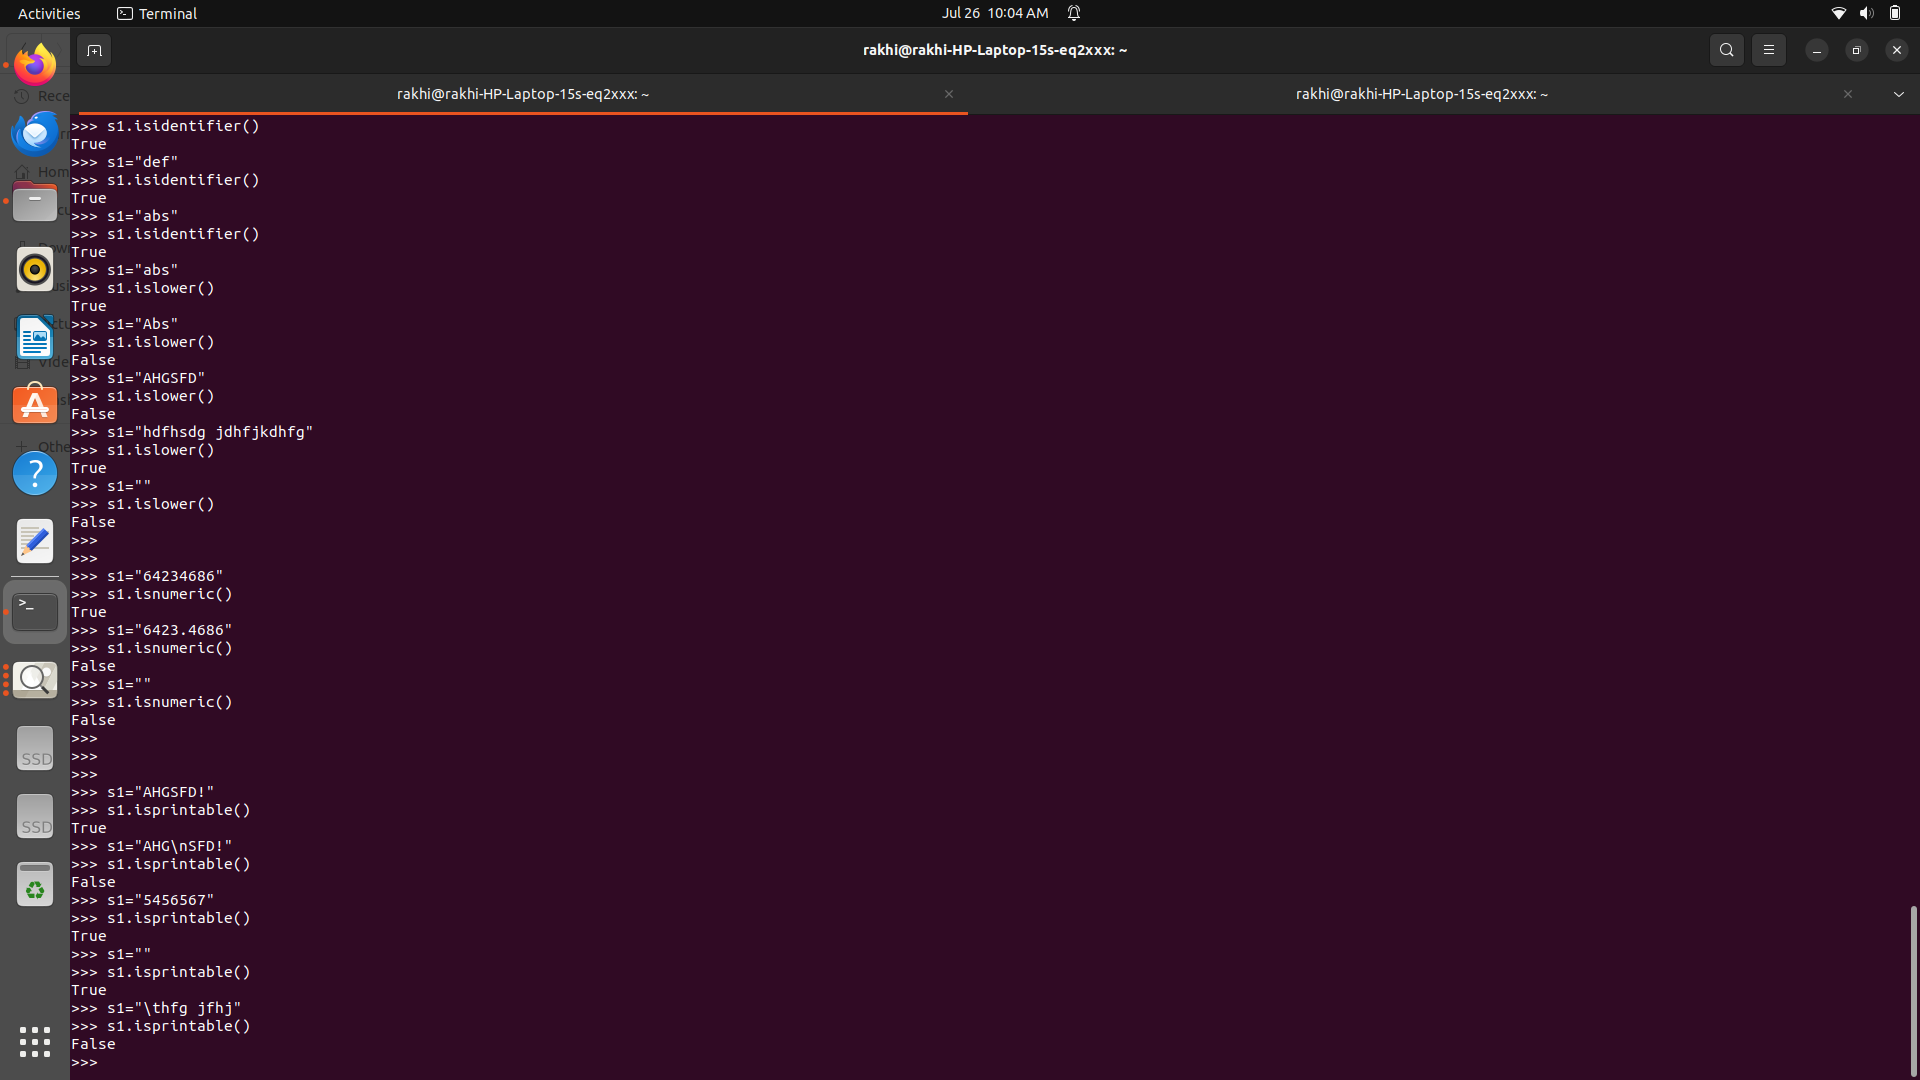 Activities
Terminal
Jul 26 10:04 AM
rakhi@rakhi-HP-Laptop-15s-eq2xxx: ~
rakhi@rakhi-HP-Laptop-15s-eq2xxx: ~
rakhi@rakhi-HP-Laptop-15s-eq2xxx: ~
>>> s1.isidentifier()
True
>>> s1="def"
>>> s1.isidentifier()
True
>>> s1="abs"
>>> s1.isidentifier()
True
>>> s1="abs"
>>> s1.islower()
True
>>> s1="Abs"
>>> s1.islower()
False
>>> s1="AHGSFD"
>>> s1.islower()
False
>>> s1="hdfhsdg jdhfjkdhfg"
>>> s1.islower()
True
>>> s1=""
>>> s1.islower()
False
>>>
>>>
>>> s1="64234686"
>>> s1.isnumeric()
True
>>> s1="6423.4686"
>>> s1.isnumeric()
False
>>> s1=""
>>> s1.isnumeric()
False
>>>
>>>
>>>
>>> s1="AHGSFD!"
>>> s1.isprintable()
True
>>> s1="AHG\nSFD!"
>>> s1.isprintable()
False
>>> s1="5456567"
>>> s1.isprintable()
True
>>> s1=""
>>> s1.isprintable()
True
>>> s1="\thfg jfhj"
>>> s1.isprintable()
False
>>>
Rece
Hom
Vide
Othe
SSD
SSD